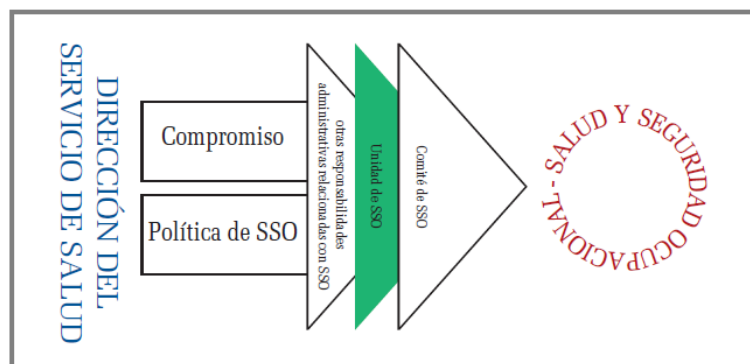 DIRECCIÓN DEL
SERVICIO DE SALUD
Compromiso
Política de SSO
otras responsabilidades
administrativas relacionadas con SSO
Unidad de SSO
Comité de SSO
SALUD Y SEGURIDAD OCUPACIONAL -